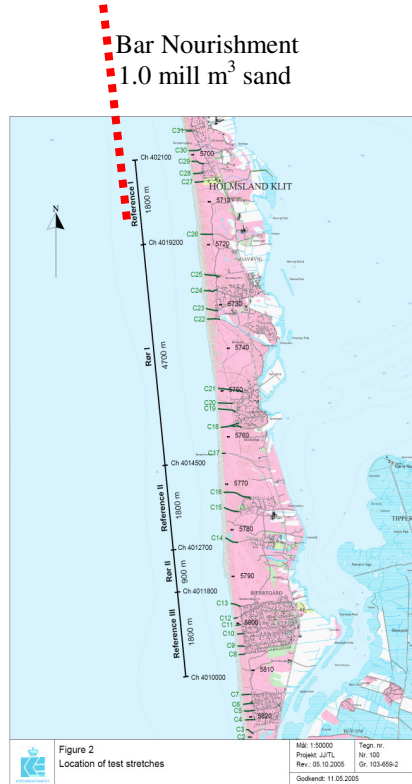 Bar Nourishment
1.0 mill m³ sand
C31
C30
5700
C29
Ch 402100
C28
C27
HOLMSLAND KLIT
Reference I
1800 m
5710
N
C26
Ch 4019200
5720
C25
C24
5730
C23
C22
Rør I
4700 m
5740
C21
5750
C20
C19
C18
5760
C17
Ch 4014500
5770
C16
C15
Reference II
1800 m
TIPPER
5780
C14
Ch 4012700
Rør II
900 m
5790
Ch 4011800
BJERREGÅRD
C13
C12
C11
5800
C10
Reference III
1800 m
C9
C8
5810
Ch 4010000
C7
C6
C5
C4
5820
C3
C2
Figure 2
Location of test stretches
Mål: 1:50000
Projekt: JJ/TL
Rev.: 05.10.2005
Godkendt: 11.05.2005
Tegn. nr.
Nr. 100
Gr. 103-659-2